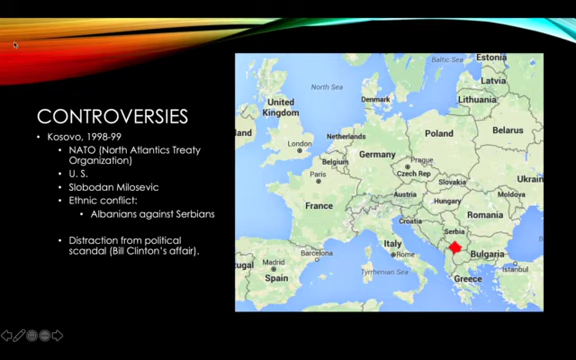 CONTROVERSIES
• Kosovo, 1998-99
• NATO (North Atlantics Treaty
Organization)
• U. S.
• Slobodan Milosevic
• Ethnic conflict:
• Albanians against Serbians
• Distraction from political
scandal (Bill Clinton's affair).
Estonia
Baltic Sea
North Sea
Latvia
Denmark
United
Kingdom
Lithuania
land
Netherlands
Belarus
Poland
London
Germany
Belgium
Prague
Ukrain
Paris
Czech Rep
Slovakia
Moldova
Austria
France
Hungary
Romania
Croatia
Serbia
Italy
Barcelona
Bulgaria
Rome
Istanbul
tugal
Madrid
Tyrrhenian Sea
Spain
Greece